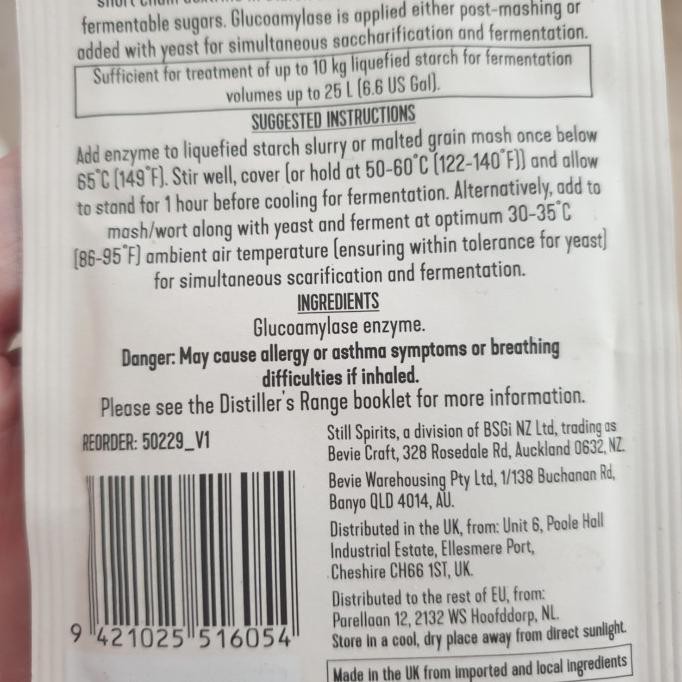 fermentable sugars. Glucoamylase is applied either post-mashing or
added with yeast for simultaneous saccharification and fermentation.
Sufficient for treatment of up to 10 kg liquefied starch for fermentation
volumes up to 25 L (6.6 US Gal).
SUGGESTED INSTRUCTIONS
Add enzyme to liquefied starch slurry or malted grain mash once below
65°C (149°F). Stir well, cover (or hold at 50-60°C (122-140°F)) and allow
to stand for 1 hour before cooling for fermentation. Alternatively, add to
mash/wort along with yeast and ferment at optimum 30-35°C
(86-95°F) ambient air temperature (ensuring within tolerance for yeast)
for simultaneous scarification and fermentation.
INGREDIENTS
Glucoamylase enzyme.
Danger: May cause allergy or asthma symptoms or breathing
difficulties if inhaled.
Please see the Distiller's Range booklet for more information.
REORDER: 50229_V1
9 421025 516054
Still Spirits, a division of BSGi NZ Ltd, trading as
Bevie Craft, 328 Rosedale Rd, Auckland 0632, NZ.
Bevie Warehousing Pty Ltd, 1/138 Buchanan Rd,
Banyo QLD 4014, AU.
Distributed in the UK, from: Unit 6, Poole Hall
Industrial Estate, Ellesmere Port,
Cheshire CH66 1ST, UK.
Distributed to the rest of EU, from:
Parellaan 12, 2132 WS Hoofddorp, NL.
Store in a cool, dry place away from direct sunlight.
Made in the UK from imported and local ingredients